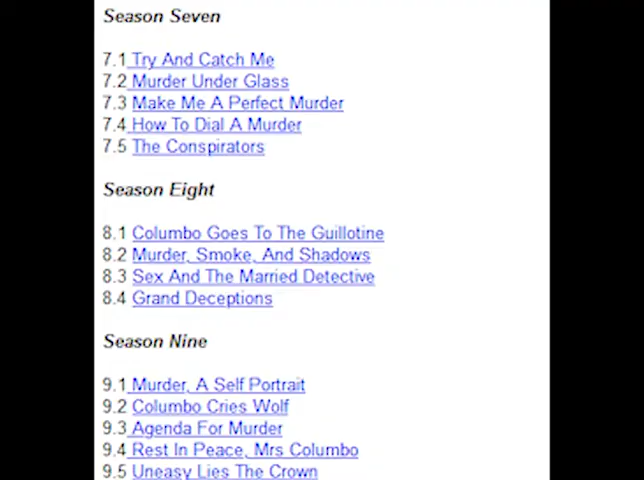 Season Seven
7.1 Try And Catch Me
7.2 Murder Under Glass
7.3 Make Me A Perfect Murder
7.4 How To Dial A Murder
7.5 The Conspirators
Season Eight
8.1 Columbo Goes To The Guillotine
8.2 Murder, Smoke, And Shadows
8.3 Sex And The Married Detective
8.4 Grand Deceptions
Season Nine
9.1 Murder, A Self Portrait
9.2 Columbo Cries Wolf
9.3 Agenda For Murder
9.4 Rest In Peace, Mrs Columbo
9.5 Uneasy Lies The Crown